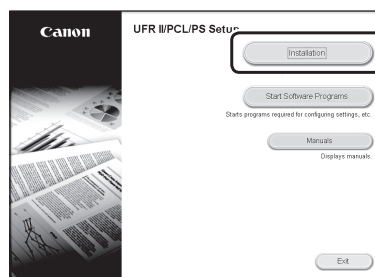 Canon
UFR II/PCL/PS Setup
Installation
Start Software Programs
Starts programs required for configuring settings, etc.
Manuals
Displays manuals.
Exit